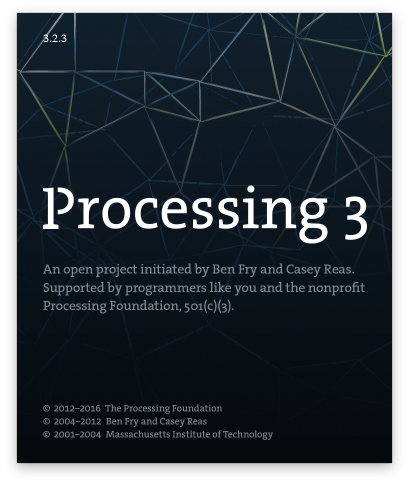 3.2.3
Processing 3
An open project initiated by Ben Fry and Casey Reas.
Supported by programmers like you and the nonprofit
Processing Foundation, 501(c)(3).
© 2012–2016 The Processing Foundation
© 2004–2012 Ben Fry and Casey Reas
© 2001–2004 Massachusetts Institute of Technology